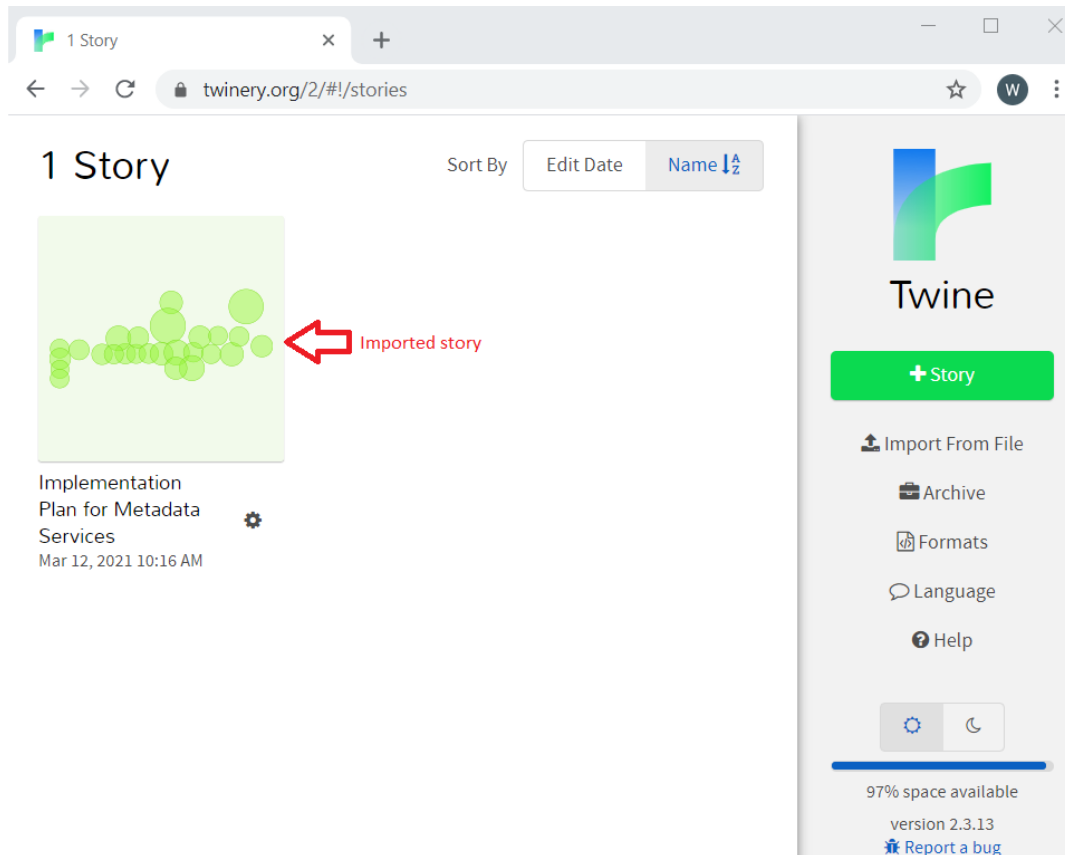 1 Story
twinery.org/2/#!/stories
W
1 Story
Sort By Edit Date Name A Z
Imported story
Implementation
Plan for Metadata
Services
Mar 12, 2021 10:16 AM
Twine
+ Story
Import From File
Archive
Formats
Language
Help
97% space available
version 2.3.13
Report a bug